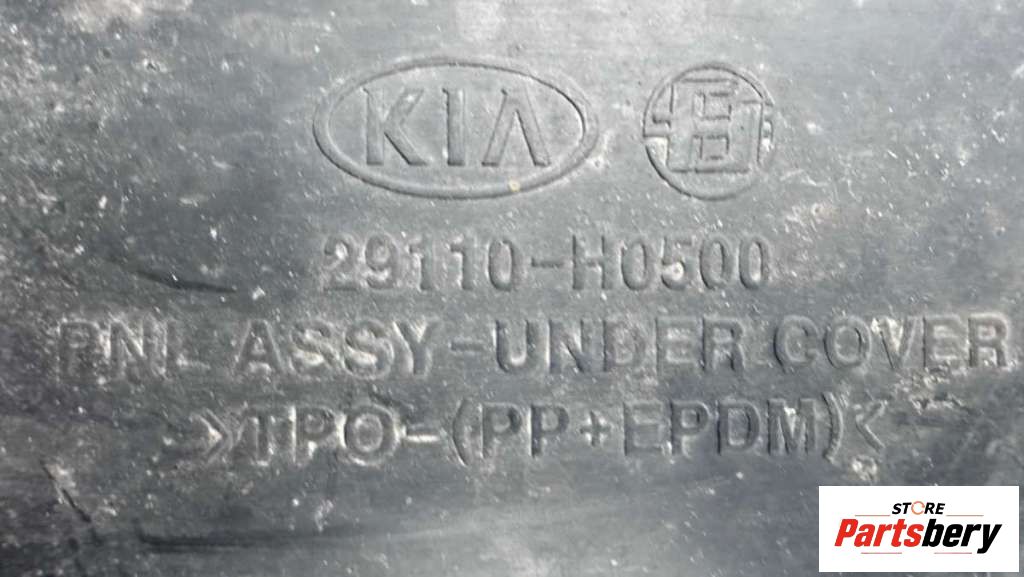 KIA
29110-H0500
PNL ASSY-UNDER COVER
>TPO-(PP+EPDM)<
STORE
Partsbery